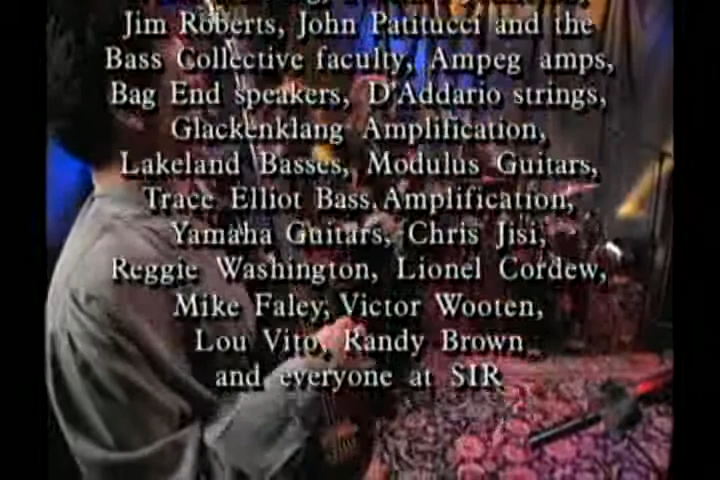 Jim Roberts, John Patitucci and the
Bass Collective faculty, Ampeg amps,
Bag End speakers, D'Addario strings,
Glackenklang Amplification,
Lakeland Basses, Modulus Guitars,
Trace Elliot Bass Amplification,
Yamaha Guitars, Chris Jisi,
Reggie Washington, Lionel Cordew,
Mike Faley, Victor Wooten,
Lou Vito, Randy Brown
and everyone at SIR